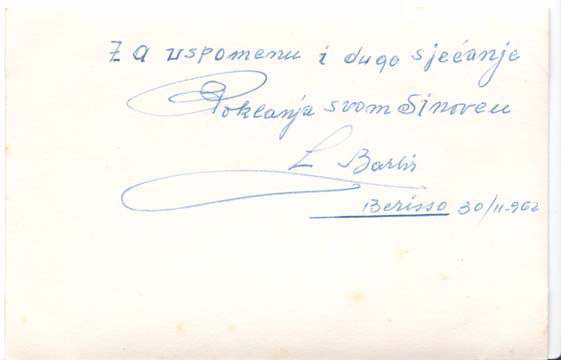 Za uspomenu i dugo sjećanje
Poklanja svom Sinovcu
L Barbir
Berisso 30/11-962